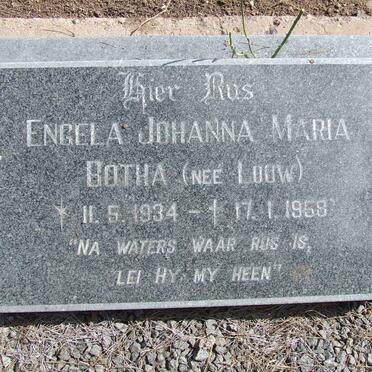 Hier Rus
ENGELA JOHANNA MARIA
BOTHA (NEÉ LOUW)
* 11.5.1934 – † 17.1.1958
"NA WATERS WAAR RUS IS,
LEI HY MY HEEN"